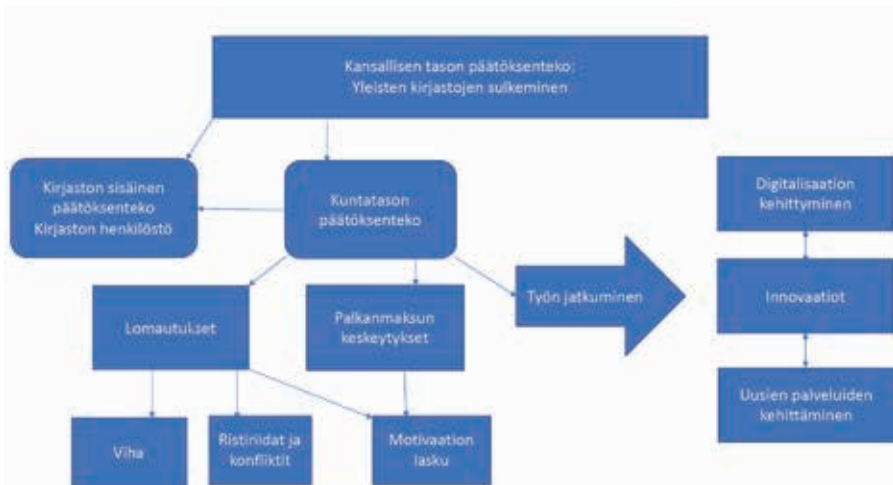 Kansallisen tason päätöksenteko:
Yleisten kirjastojen sulkeminen
Kirjaston sisäinen
päätöksenteko
Kirjaston henkilöstö
Kuntatason
päätöksenteko
Digitalisaation
kehittyminen
Lomautukset
Palkanmaksun
keskeytykset
Työn jatkuminen
Innovaatiot
Viha
Ristiriidat ja
konfliktit
Motivaation
lasku
Uusien palveluiden
kehittäminen